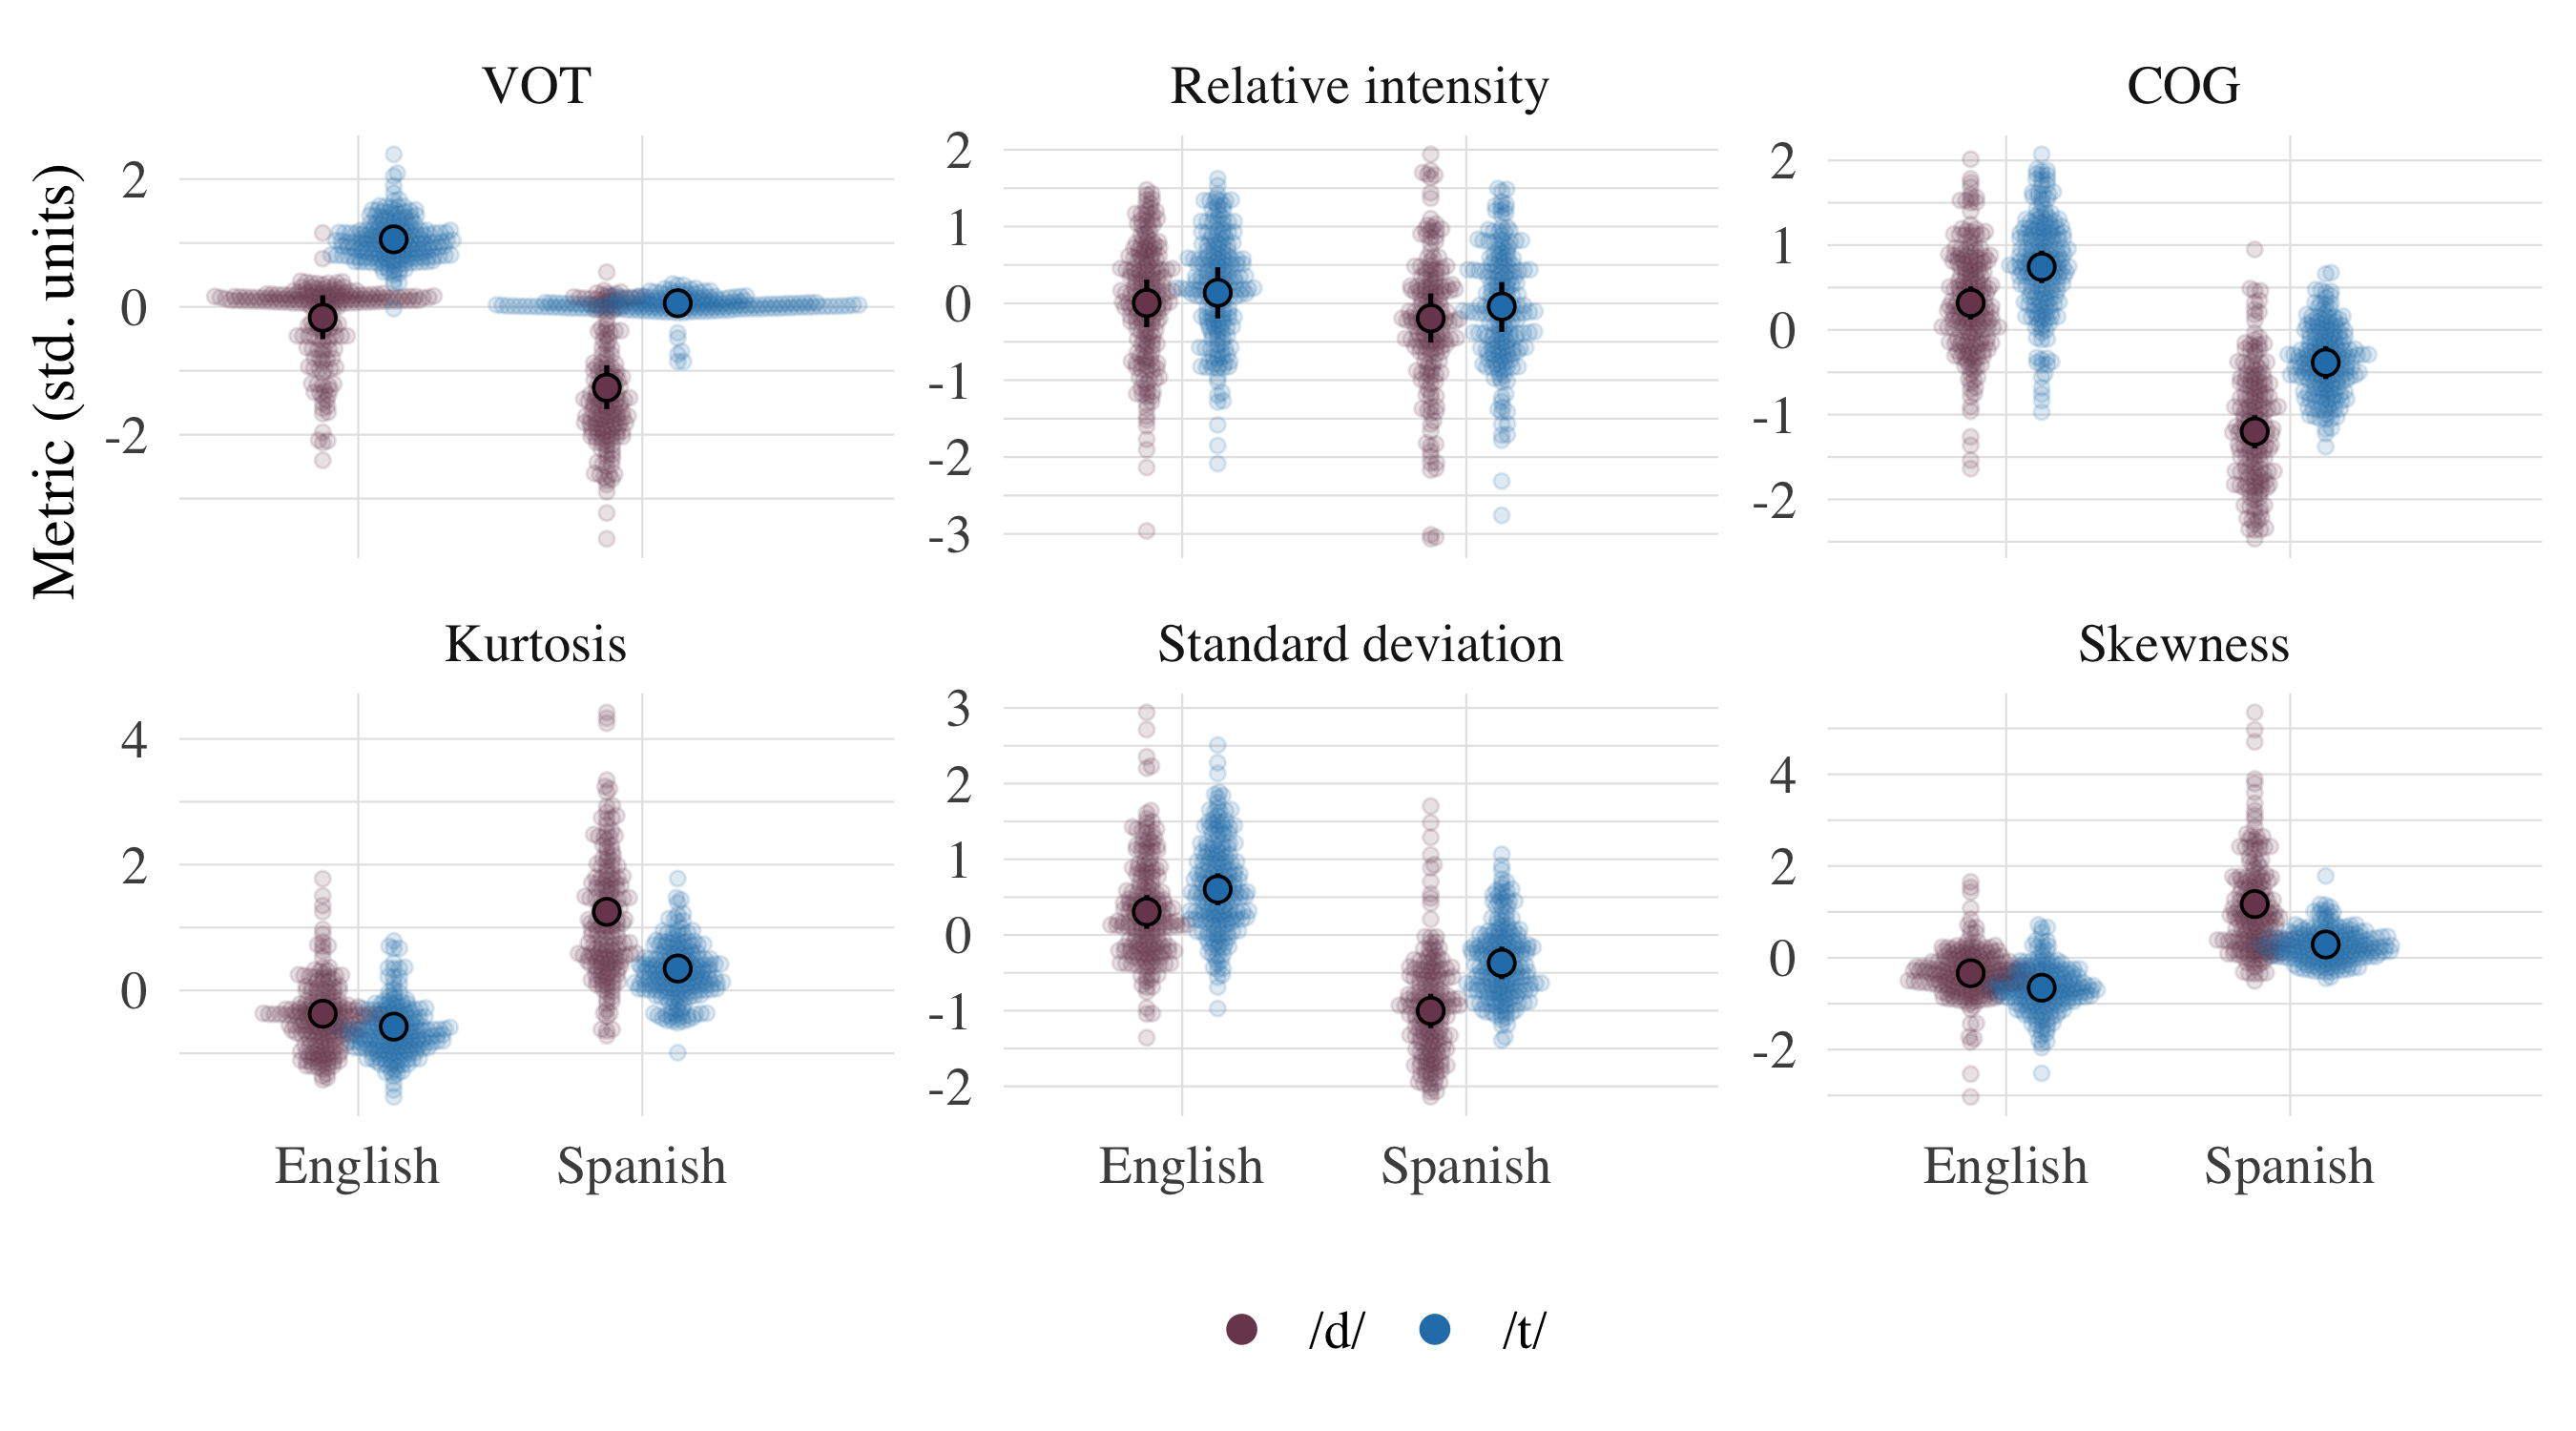 VOT
Relative intensity
COG
Metric (std. units)
2
0
-2
2
1
0
-1
-2
-3
2
1
0
-1
-2
Kurtosis
Standard deviation
Skewness
4
2
0
3
2
1
0
-1
-2
4
2
0
-2
English Spanish
English Spanish
English Spanish
/d/ /t/